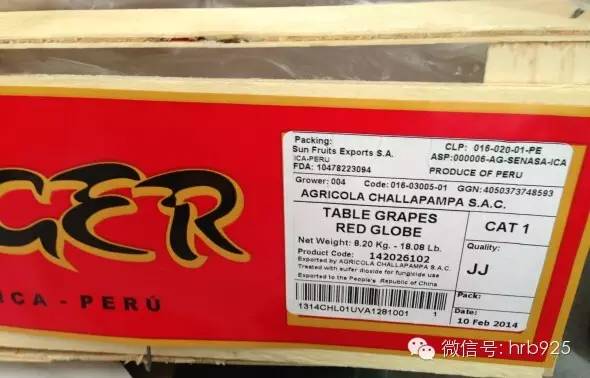 GER
ICA - PERÚ
Packing:
Sun Fruits Exports S.A.
ICA-PERU
FDA: 10478223094
CLP: 016-020-01-PE
ASP:000006-AG-SENASA-ICA
PRODUCE OF PERU
Grower: 004 Code: 016-03005-01 GGN: 4050373748593
AGRICOLA CHALLAPAMPA S.A.C.
TABLE GRAPES
RED GLOBE
Net Weight: 8.20 Kg. - 18.08 Lb.
Product Code: 142026102
Exported by AGRICOLA CHALLAPAMPA S.A.C.
Treated with sulfer dioxide for fungixide use
Exported to the People's Republic of China
1314CHL01UVA1281001 1
CAT 1
Quality:
JJ
Pack:
Date:
10 Feb 2014
微信号: hrb925